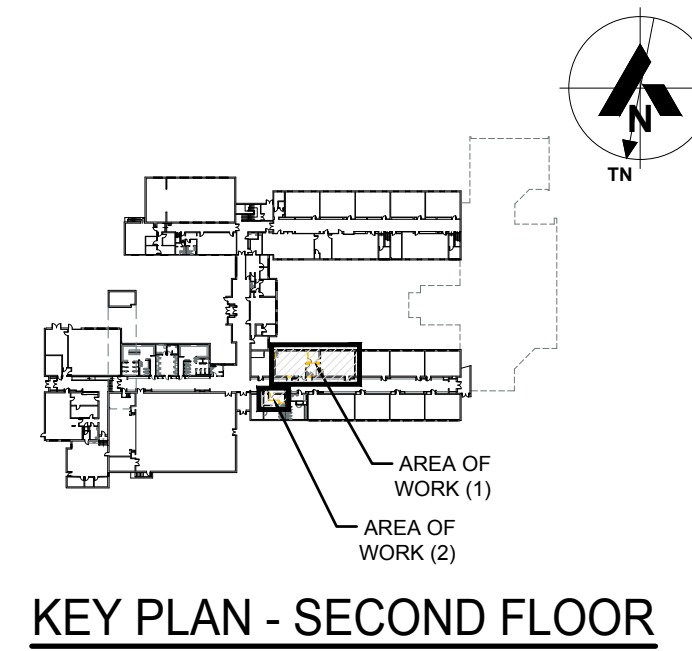 N
TN
AREA OF
WORK (1)
AREA OF
WORK (2)
KEY PLAN - SECOND FLOOR